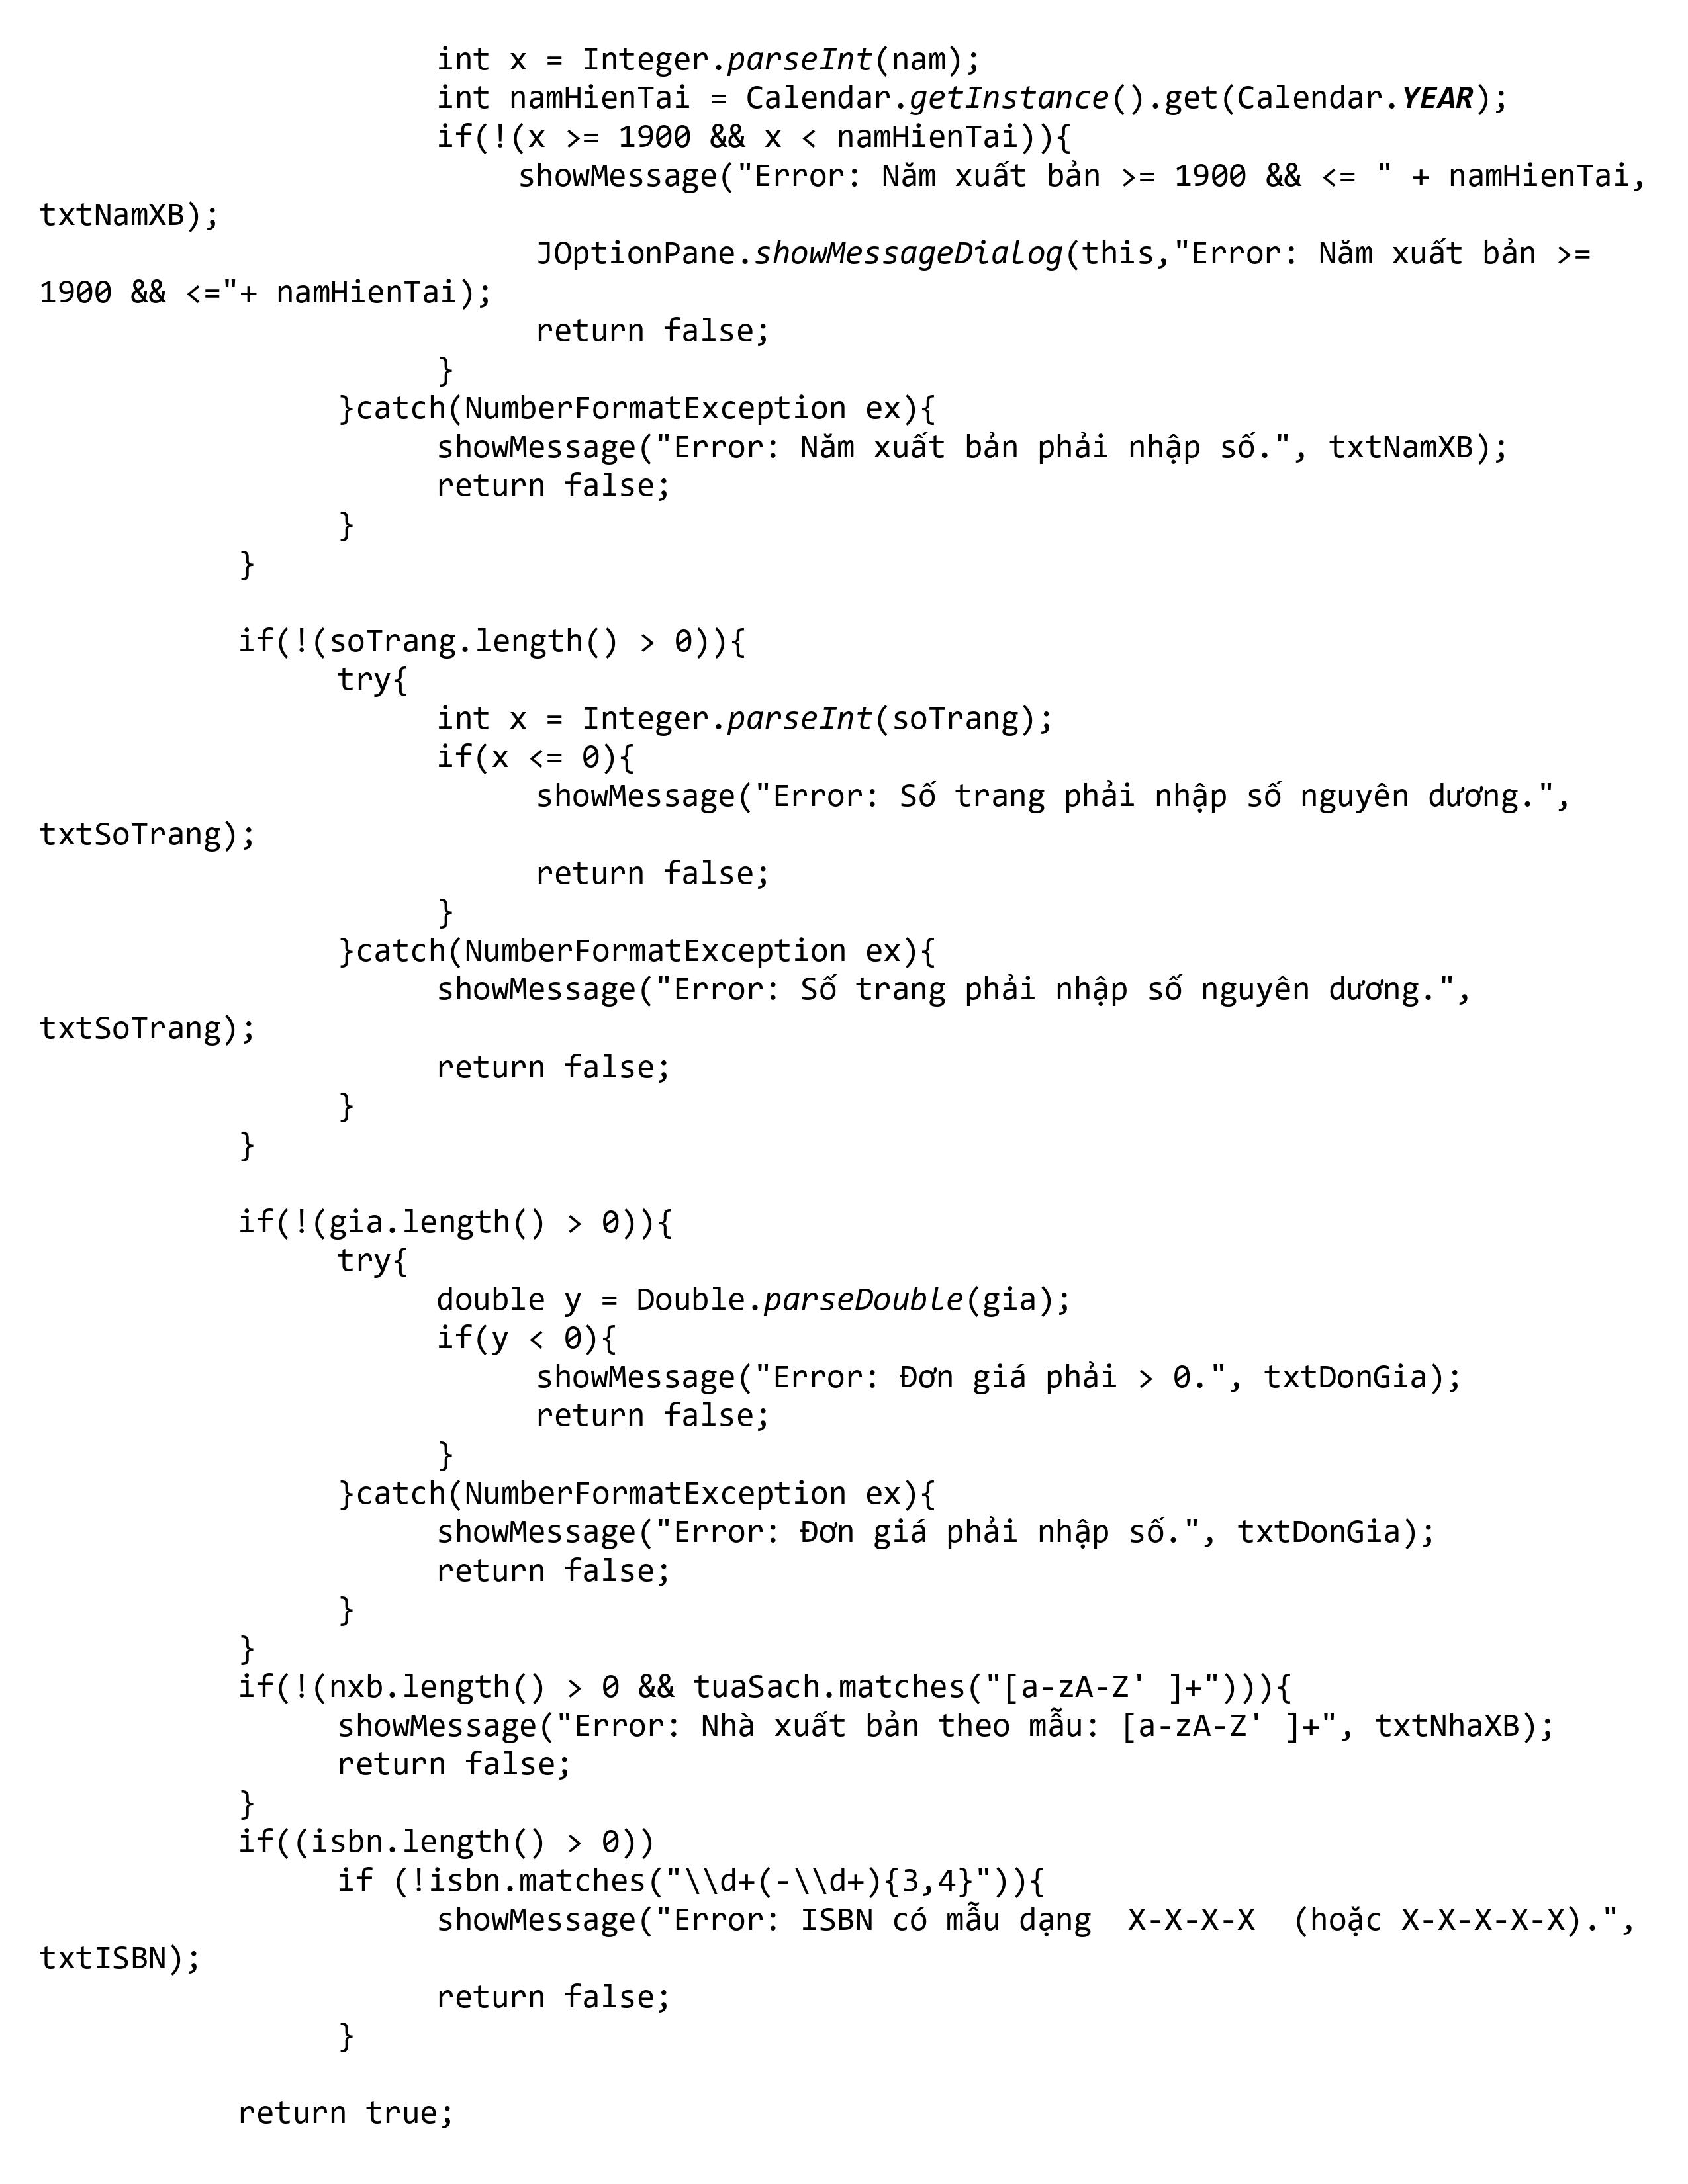 int x = Integer.parseInt(nam);
int namHienTai = Calendar.getInstance().get(Calendar.YEAR);
if(!(x >= 1900 && x < namHienTai)){
showMessage("Error: Năm xuất bản >= 1900 && <= " + namHienTai,
txtNamXB);
JOptionPane.showMessageDialog(this,"Error: Năm xuất bản >=
1900 && <="+ namHienTai);
return false;
}
}catch(NumberFormatException ex){
showMessage("Error: Năm xuất bản phải nhập số.", txtNamXB);
return false;
}
}
if(!(soTrang.length() > 0)){
try{
int x = Integer.parseInt(soTrang);
if(x <= 0){
showMessage("Error: Số trang phải nhập số nguyên dương.",
txtSoTrang);
return false;
}
}catch(NumberFormatException ex){
showMessage("Error: Số trang phải nhập số nguyên dương.",
txtSoTrang);
return false;
}
}
if(!(gia.length() > 0)){
try{
double y = Double.parseDouble(gia);
if(y < 0){
showMessage("Error: Đơn giá phải > 0.", txtDonGia);
return false;
}
}catch(NumberFormatException ex){
showMessage("Error: Đơn giá phải nhập số.", txtDonGia);
return false;
}
}
if(!(nxb.length() > 0 && tuaSach.matches("[a-zA-Z' ]+"))){
showMessage("Error: Nhà xuất bản theo mẫu: [a-zA-Z' ]+", txtNhaXB);
return false;
}
if((isbn.length() > 0))
if (!isbn.matches("\\d+(-\\d+){3,4}")){
showMessage("Error: ISBN có mẫu dạng  X-X-X-X  (hoặc X-X-X-X-X).",
txtISBN);
return false;
}
return true;